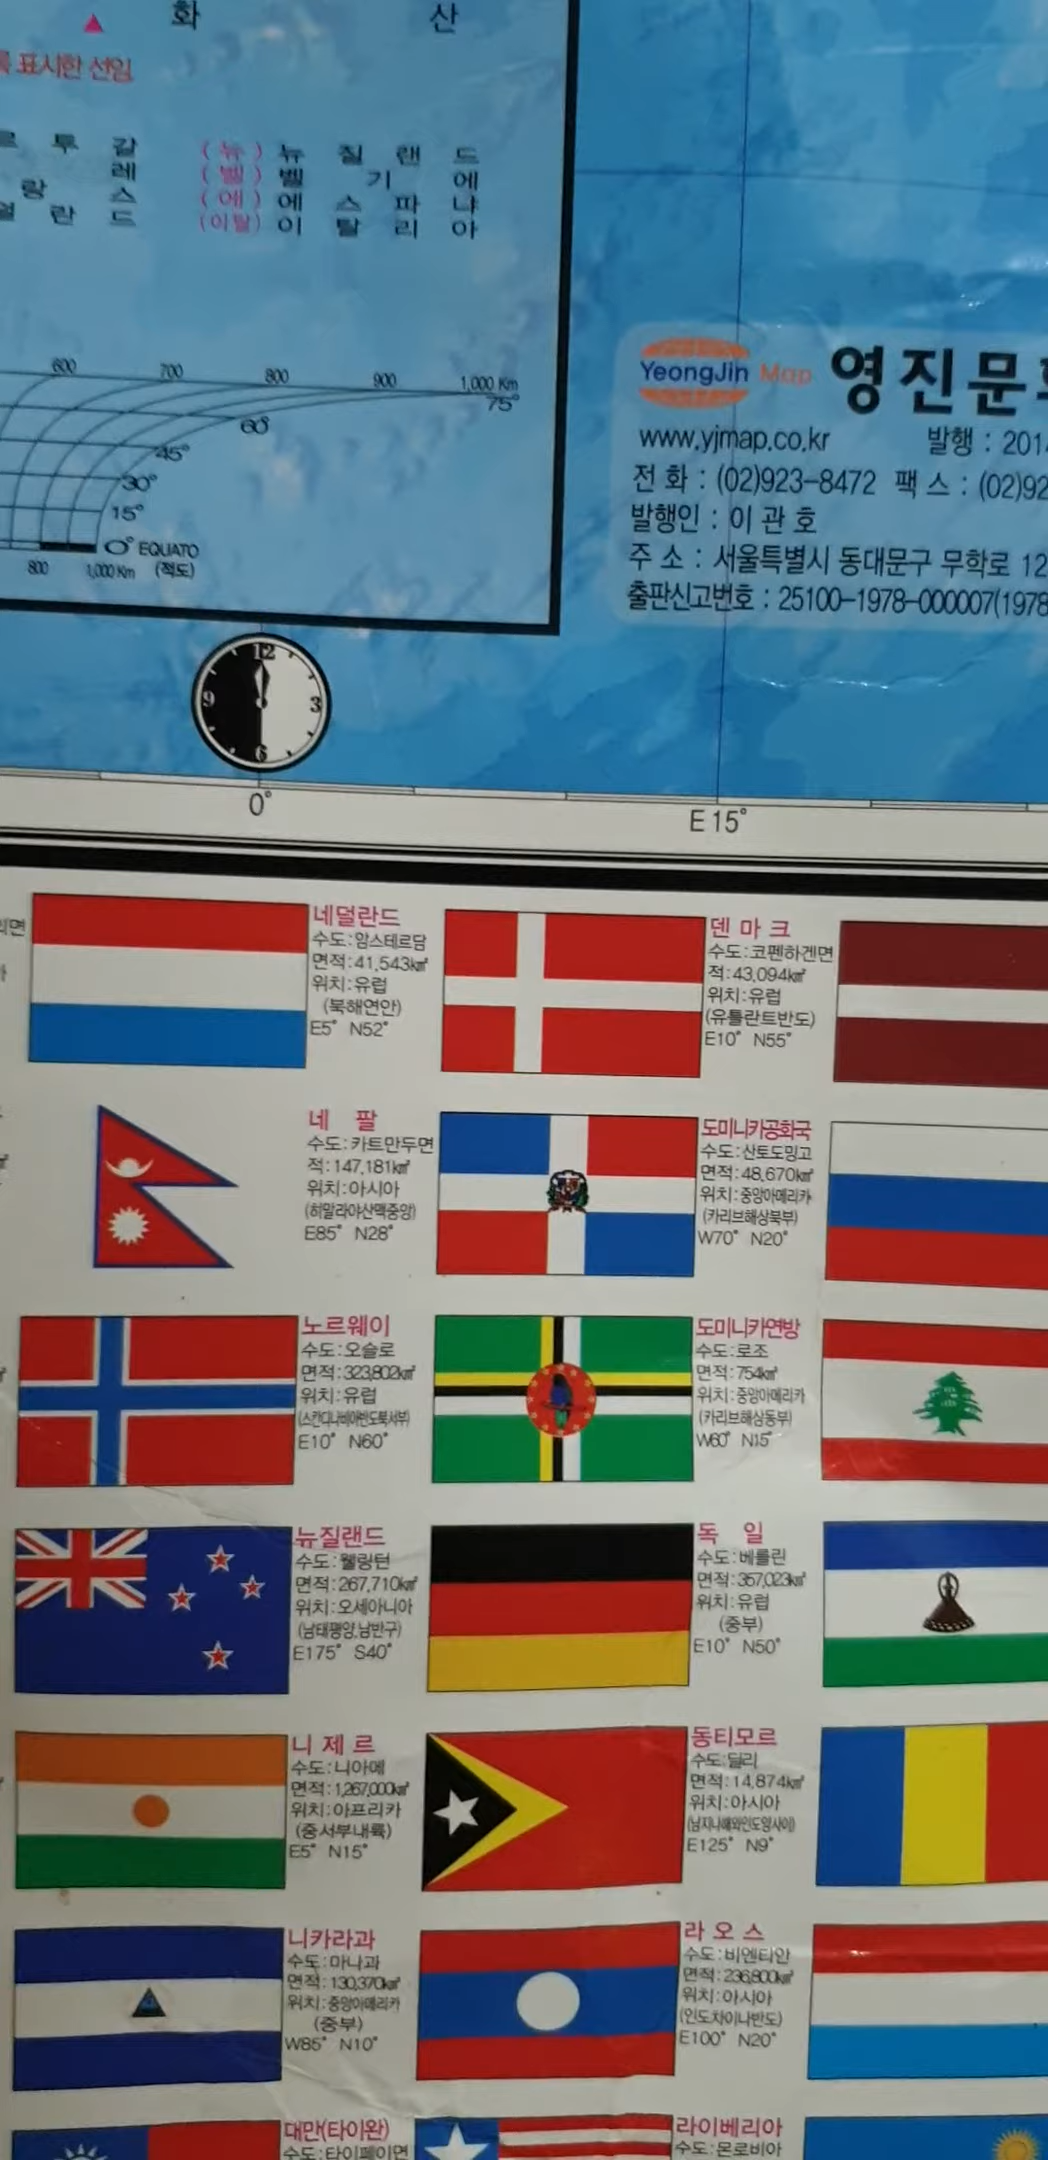 화 산
표시한 선임
르 투 갈 (뉴) 뉴 질 랜 드
레 (벨) 벨 기 에
랑 스 (에) 에 스 파 냐
란 드 (이탈) 이 탈 리 아
600 700 800 900 1,000 Km
75°
60°
45°
30°
15°
0° EQUATO
800 1,000 Km (적도)
YeongJin Map 영진문
www.yjmap.co.kr 발행 : 201
전 화 : (02)923-8472 팩 스 : (02)92
발행인 : 이 관 호
주 소 : 서울특별시 동대문구 무학로 12
출판신고번호 : 25100-1978-000007(1978
12
9 3
6
0° E 15°
네덜란드
수도:암스테르담
면적:41,543㎢
위치:유럽
(북해연안)
E5° N52°
덴 마 크
수도:코펜하겐면
적:43,094㎢
위치:유럽
(유틀란트반도)
E10° N55°
네 팔
수도:카트만두면
적:147,181㎢
위치:아시아
(히말라야산맥중앙)
E85° N28°
도미니카공화국
수도:산토도밍고
면적:48,670㎢
위치:중앙아메리카
(카리브해상북부)
W70° N20°
노르웨이
수도:오슬로
면적:323,802㎢
위치:유럽
(스칸디나비아반도북서부)
E10° N60°
도미니카연방
수도:로조
면적:754㎢
위치:중앙아메리카
(카리브해상동부)
W60° N15°
뉴질랜드
수도:웰링턴
면적:267,710㎢
위치:오세아니아
(남태평양,남반구)
E175° S40°
독 일
수도:베를린
면적:357,023㎢
위치:유럽
(중부)
E10° N50°
니 제 르
수도:니아메
면적:1,267,000㎢
위치:아프리카
(중서부내륙)
E5° N15°
동티모르
수도:딜리
면적:14,874㎢
위치:아시아
(남지나해와인도양사이)
E125° N9°
니카라과
수도:마나과
면적:130,370㎢
위치:중앙아메리카
(중부)
W85° N10°
라 오 스
수도:비엔티안
면적:236,800㎢
위치:아시아
(인도차이나반도)
E100° N20°
대만(타이완)
수도:타이페이면
라이베리아
수도:몬로비아